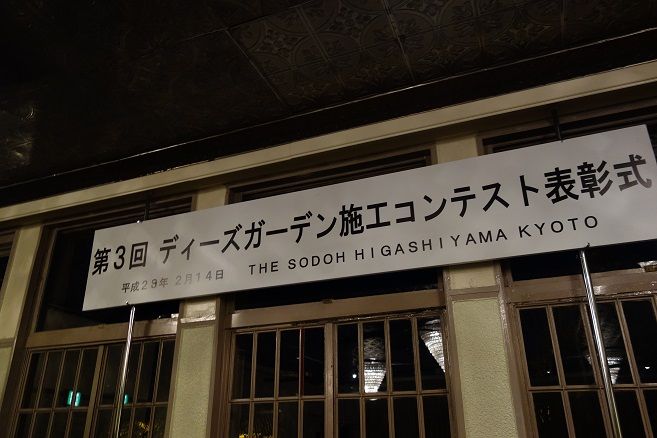 第3回 ディーズガーデン施工コンテスト表彰式
平成29年 2月14日 THE SODOH HIGASHIYAMA KYOTO